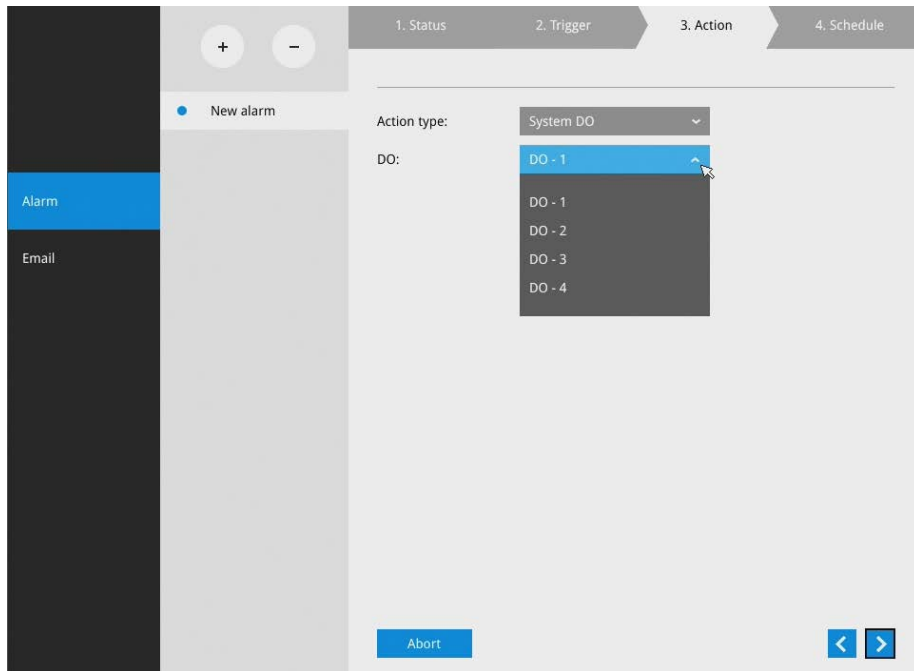 1. Status 2. Trigger 3. Action 4. Schedule
+ -
New alarm
Alarm
Email
Action type: System DO
DO: DO - 1
DO - 1
DO - 2
DO - 3
DO - 4
Abort